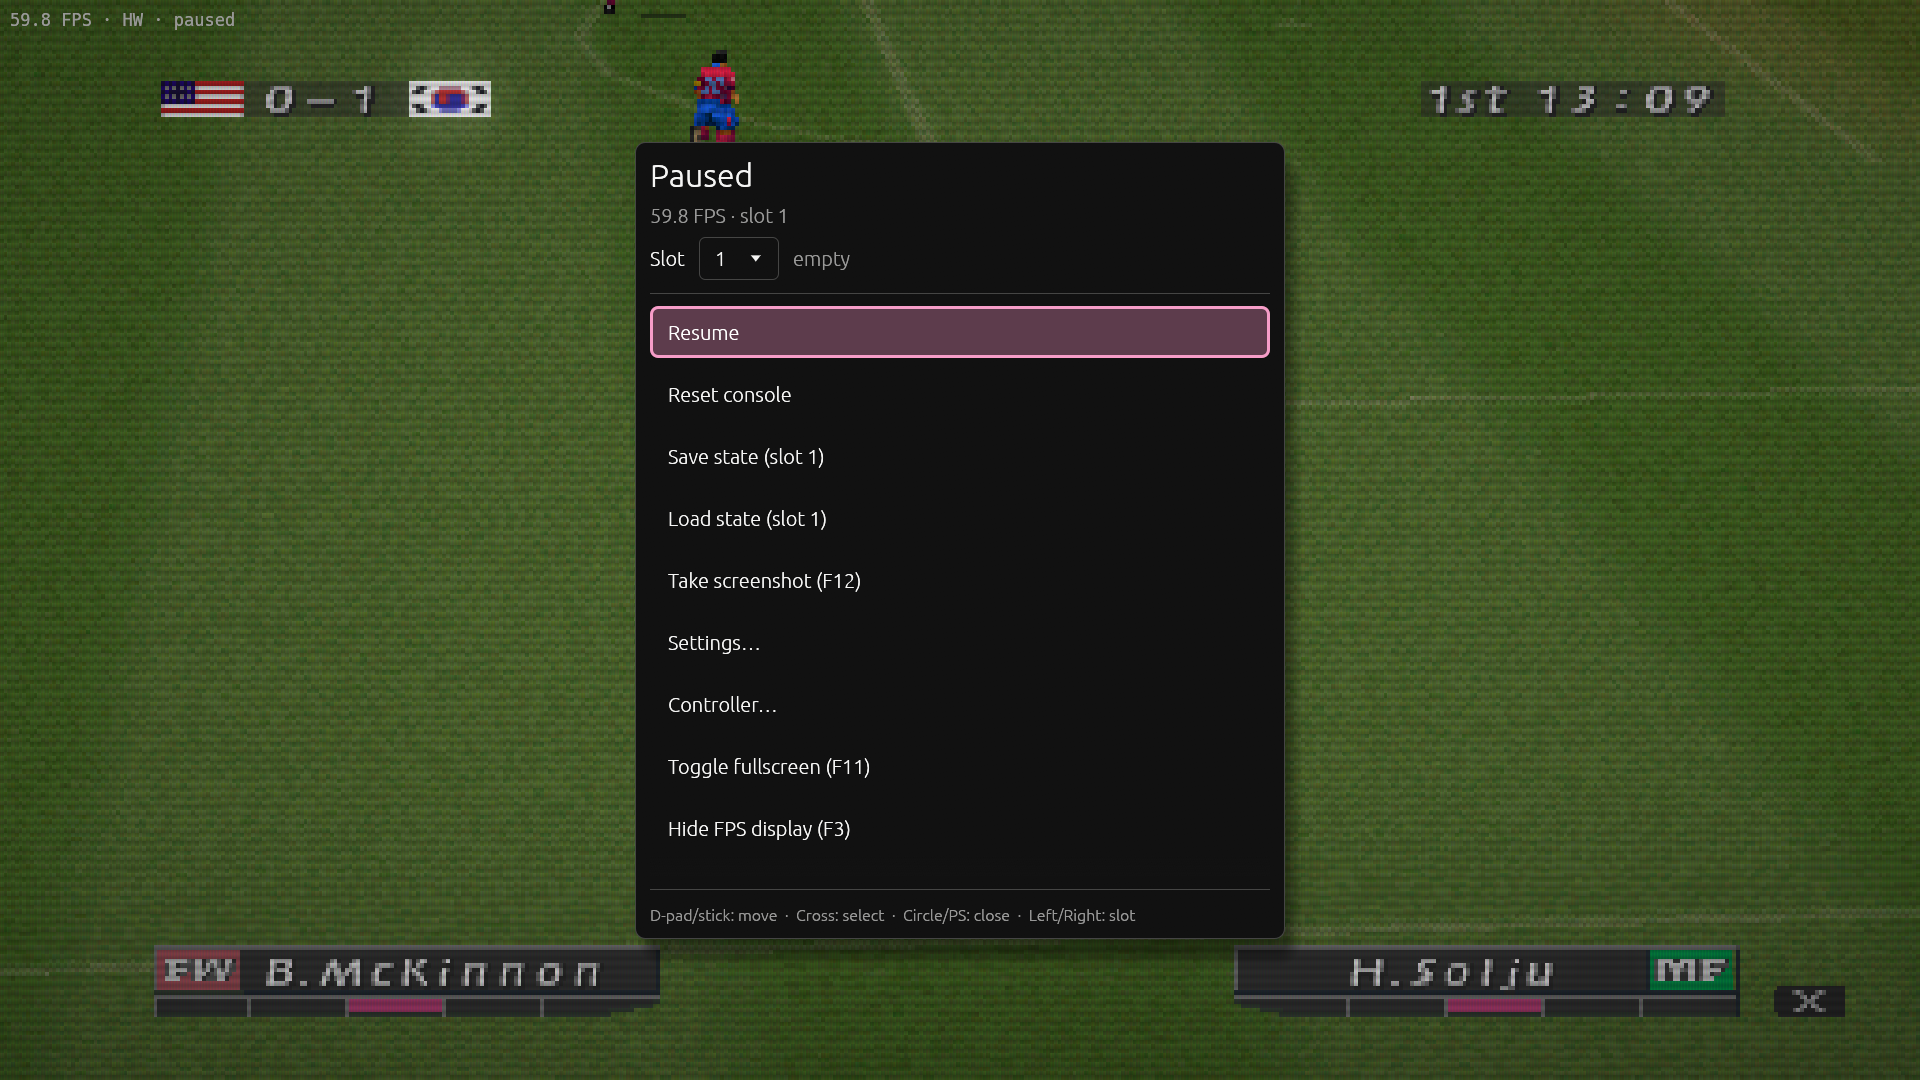 59.8 FPS · HW · paused
0 – 1
1st 13:09
Paused
59.8 FPS · slot 1
Slot 1 empty
Resume
Reset console
Save state (slot 1)
Load state (slot 1)
Take screenshot (F12)
Settings…
Controller…
Toggle fullscreen (F11)
Hide FPS display (F3)
D-pad/stick: move · Cross: select · Circle/PS: close · Left/Right: slot
FW B.McKinnon
H.Solju MF
X